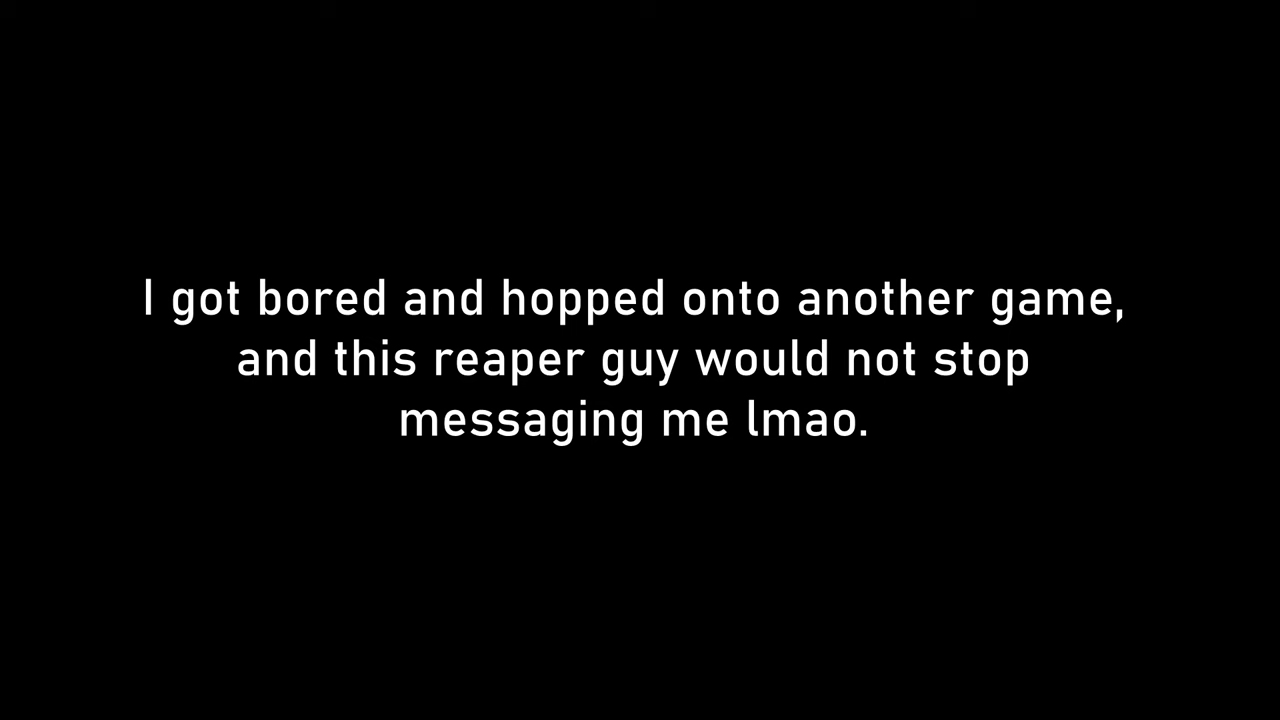 I got bored and hopped onto another game,
and this reaper guy would not stop
messaging me lmao.